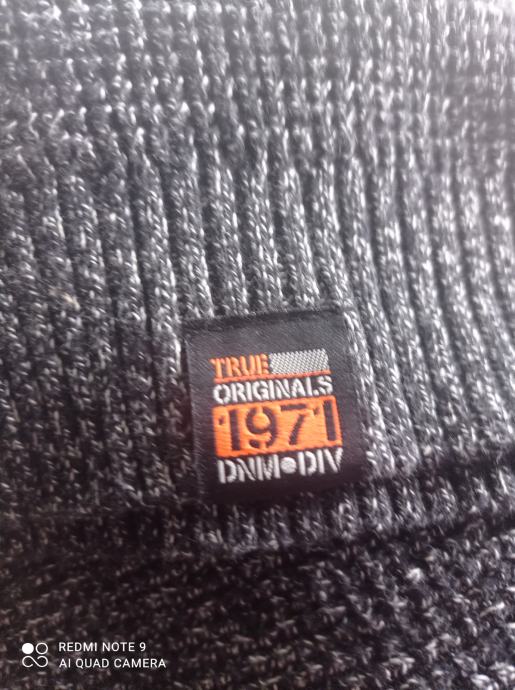 TRUE
ORIGINALS
1971
DNM•DIV
REDMI NOTE 9
AI QUAD CAMERA